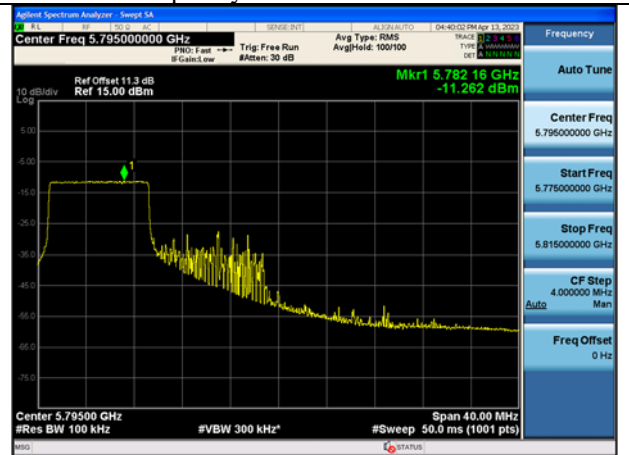 Agilent Spectrum Analyzer - Swept SA
RL RF 50 Ω AC SENSE:INT ALIGNAUTO 04:40:02 PM Apr 13, 2023
Center Freq 5.795000000 GHz
PNO: Fast
IFGain:Low
Trig: Free Run
#Atten: 30 dB
Avg Type: RMS
Avg|Hold: 100/100
TRACE 1 2 3 4 5 6
TYPE
DET A N N N N N
Ref Offset 11.3 dB
10 dB/div Ref 15.00 dBm
Log
Mkr1 5.782 16 GHz
-11.262 dBm
5.00
-5.00
1
-15.0
-25.0
-35.0
-45.0
-55.0
-65.0
-75.0
Center 5.79500 GHz
Span 40.00 MHz
#Res BW 100 kHz #VBW 300 kHz* #Sweep 50.0 ms (1001 pts)
MSG STATUS
Frequency
Auto Tune
Center Freq
5.795000000 GHz
Start Freq
5.775000000 GHz
Stop Freq
5.815000000 GHz
CF Step
4.000000 MHz
Auto Man
Freq Offset
0 Hz